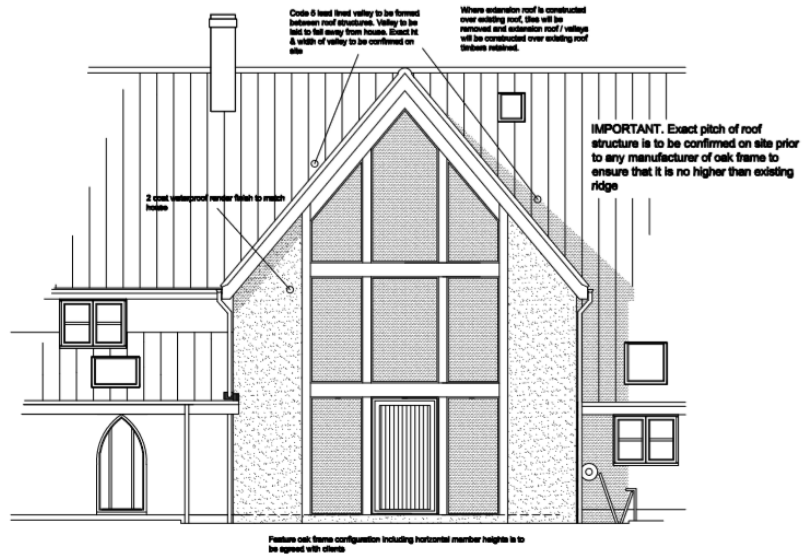 Code 5 lead lined valley to be formed
between roof structures. Valley to be
laid to fall away from house. Exact ht
& width of valley to be confirmed on
site
Where extension roof is constructed
over existing roof, tiles will be
removed and extension roof / valleys
will be constructed over existing roof
timbers retained.
IMPORTANT. Exact pitch of roof
structure is to be confirmed on site prior
to any manufacturer of oak frame to
ensure that it is no higher than existing
ridge
2 coat waterproof render finish to match
house
Feature oak frame configuration including horizontal member heights is to
be agreed with clients